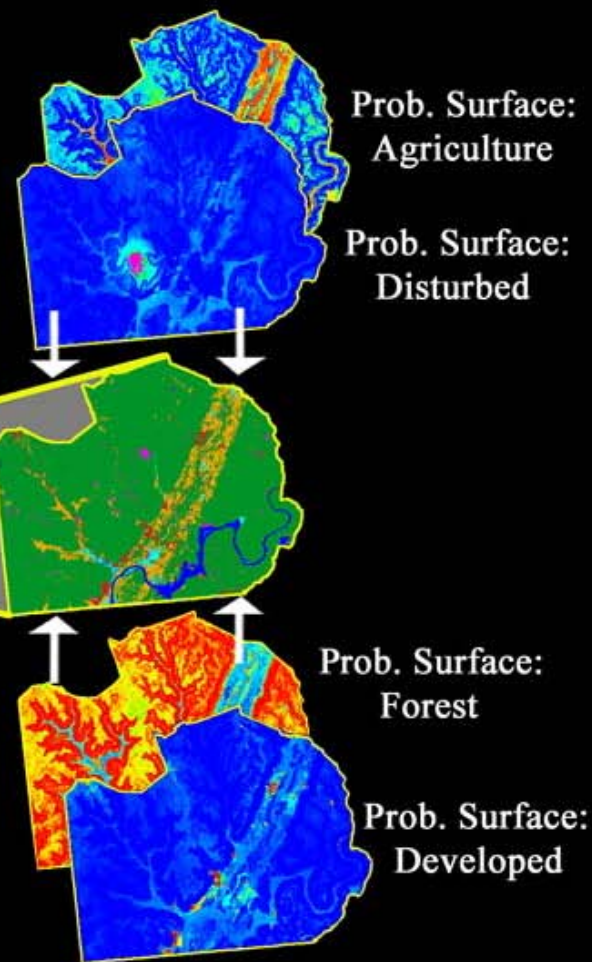 Prob. Surface:
Agriculture
Prob. Surface:
Disturbed
Prob. Surface:
Forest
Prob. Surface:
Developed